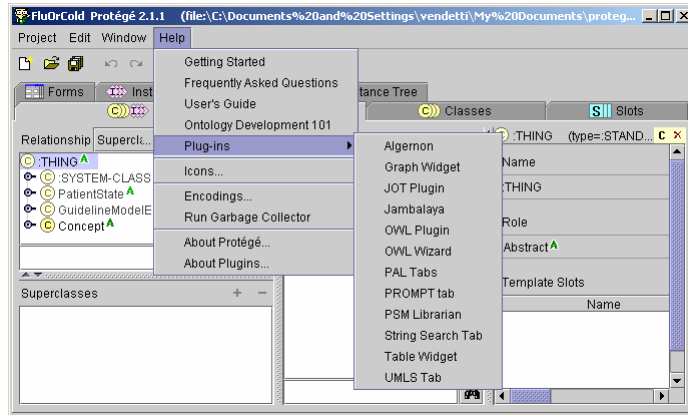 FluOrCold Protégé 2.1.1 (file:\C:\Documents%20and%20Settings\vendetti\My%20Documents\proteg...
Project Edit Window Help
Forms Inst tance Tree
C) Classes S Slots
Relationship Supercl...
C :THING A
C :SYSTEM-CLASS
C PatientState A
C GuidelineModelE
C Concept A
Superclasses + −
Getting Started
Frequently Asked Questions
User's Guide
Ontology Development 101
Plug-ins
Icons...
Encodings...
Run Garbage Collector
About Protégé...
About Plugins...
Algernon
Graph Widget
JOT Plugin
Jambalaya
OWL Plugin
OWL Wizard
PAL Tabs
PROMPT tab
PSM Librarian
String Search Tab
Table Widget
UMLS Tab
:THING (type=:STAND... C ×
Name
:THING
Role
Abstract A
Template Slots
Name